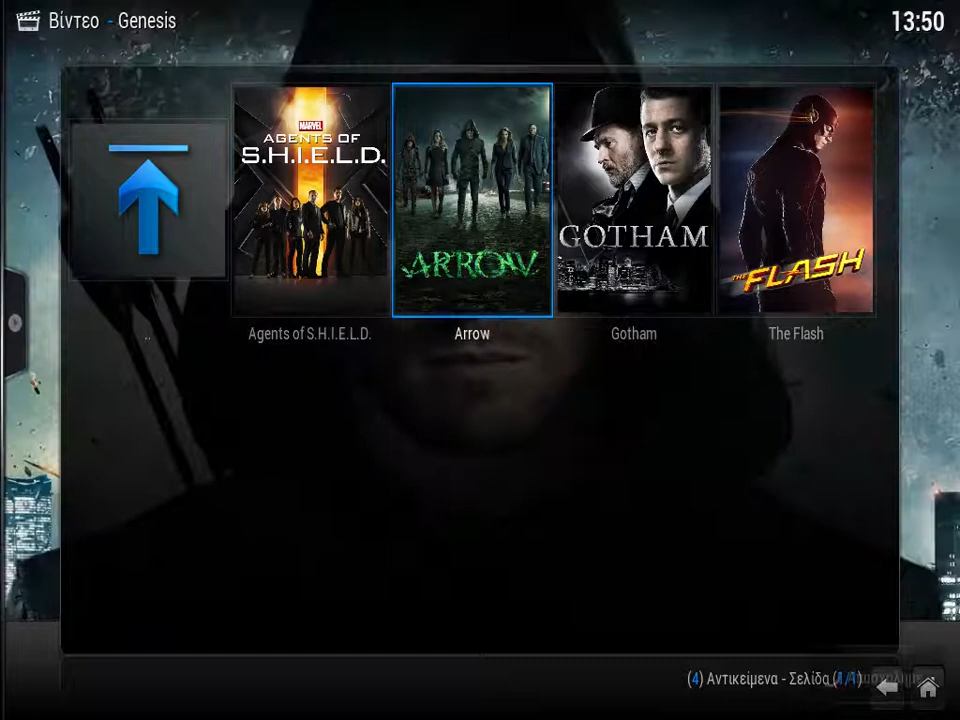 Βίντεο - Genesis
13:50
MARVEL
AGENTS OF
S.H.I.E.L.D.
ARROW
GOTHAM
THE FLASH
..
Agents of S.H.I.E.L.D.
Arrow
Gotham
The Flash
(4) Αντικείμενα - Σελίδα (1/1)